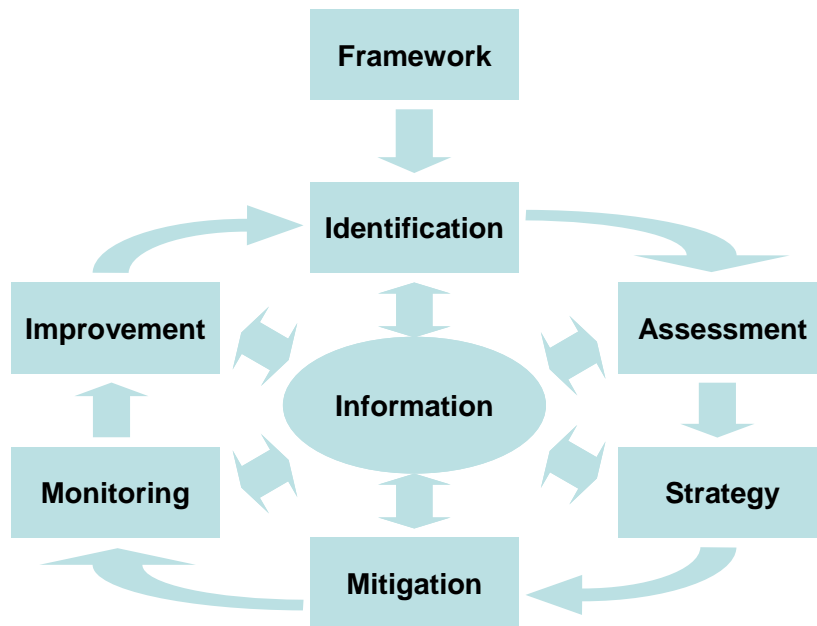 Framework
Identification
Improvement
Assessment
Information
Monitoring
Strategy
Mitigation